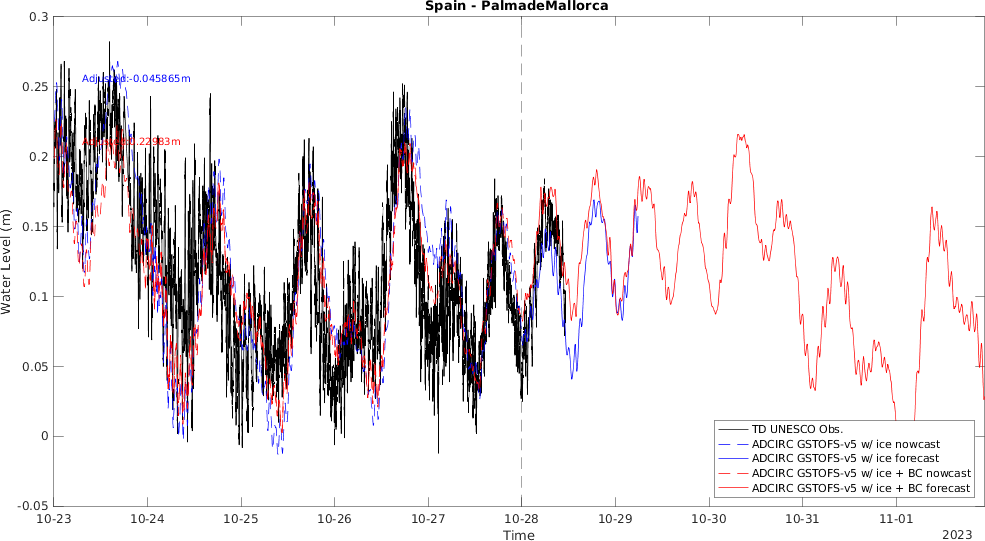 Spain - PalmadeMallorca
0.3
0.25
0.2
0.15
0.1
0.05
0
-0.05
Water Level (m)
Adjusted:-0.045865m
Adjusted:0.22983m
TD UNESCO Obs.
ADCIRC GSTOFS-v5 w/ ice nowcast
ADCIRC GSTOFS-v5 w/ ice forecast
ADCIRC GSTOFS-v5 w/ ice + BC nowcast
ADCIRC GSTOFS-v5 w/ ice + BC forecast
10-23 10-24 10-25 10-26 10-27 10-28 10-29 10-30 10-31 11-01
Time
2023